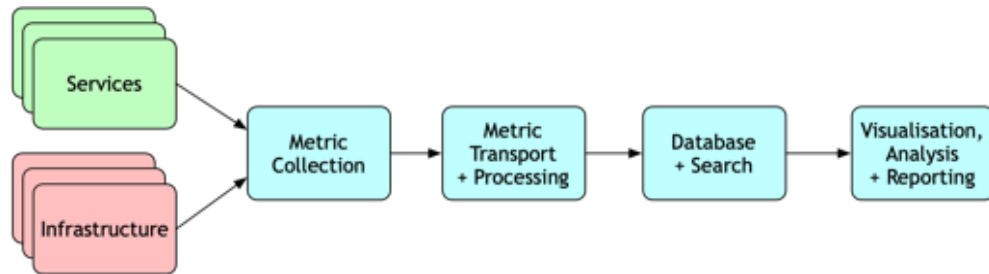 Services
Infrastructure
Metric
Collection
Metric
Transport
+ Processing
Database
+ Search
Visualisation,
Analysis
+ Reporting